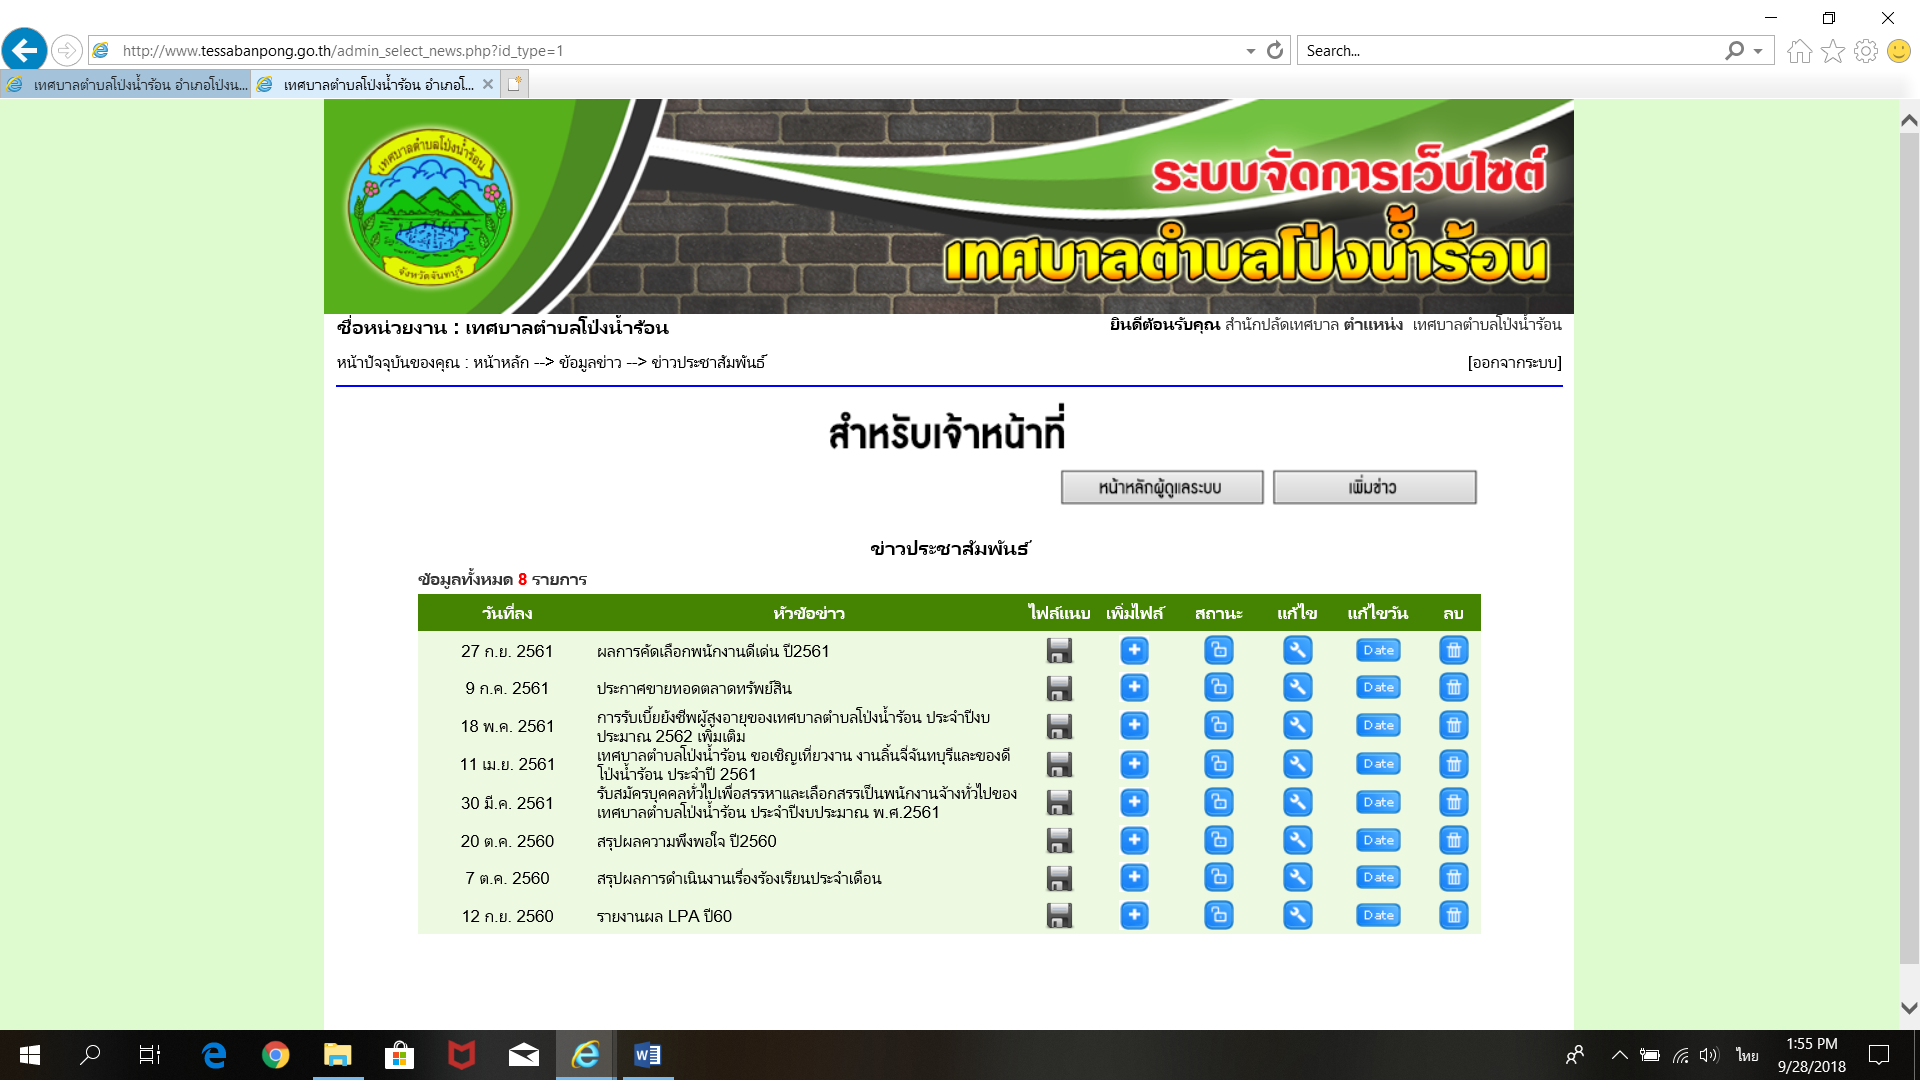 http://www.tessabanpong.go.th/admin_select_news.php?id_type=1
Search...
เทศบาลตำบลโป่งน้ำร้อน อำเภอโป่งน...
เทศบาลตำบลโป่งน้ำร้อน อำเภอโ...
เทศบาลตำบลโป่งน้ำร้อน
จังหวัดจันทบุรี
ระบบจัดการเว็บไซต์
เทศบาลตำบลโป่งน้ำร้อน
ชื่อหน่วยงาน : เทศบาลตำบลโป่งน้ำร้อน
ยินดีต้อนรับคุณ สำนักปลัดเทศบาล ตำแหน่ง เทศบาลตำบลโป่งน้ำร้อน
หน้าปัจจุบันของคุณ : หน้าหลัก --> ข้อมูลข่าว --> ข่าวประชาสัมพันธ์
[ออกจากระบบ]
สำหรับเจ้าหน้าที่
หน้าหลักผู้ดูแลระบบ เพิ่มข่าว
ข่าวประชาสัมพันธ์
ข้อมูลทั้งหมด 8 รายการ
วันที่ลง หัวข้อข่าว ไฟล์แนบ เพิ่มไฟล์ สถานะ แก้ไข แก้ไขวัน ลบ
27 ก.ย. 2561 ผลการคัดเลือกพนักงานดีเด่น ปี2561 Date
9 ก.ค. 2561 ประกาศขายทอดตลาดทรัพย์สิน Date
18 พ.ค. 2561 การรับเบี้ยยังชีพผู้สูงอายุของเทศบาลตำบลโป่งน้ำร้อน ประจำปีงบ
ประมาณ 2562 เพิ่มเติม Date
11 เม.ย. 2561 เทศบาลตำบลโป่งน้ำร้อน ขอเชิญเที่ยวงาน งานลิ้นจี่จันทบุรีและของดี
โป่งน้ำร้อน ประจำปี 2561 Date
30 มี.ค. 2561 รับสมัครบุคคลทั่วไปเพื่อสรรหาและเลือกสรรเป็นพนักงานจ้างทั่วไปของ
เทศบาลตำบลโป่งน้ำร้อน ประจำปีงบประมาณ พ.ศ.2561 Date
20 ต.ค. 2560 สรุปผลความพึงพอใจ ปี2560 Date
7 ต.ค. 2560 สรุปผลการดำเนินงานเรื่องร้องเรียนประจำเดือน Date
12 ก.ย. 2560 รายงานผล LPA ปี60 Date
ไทย
1:55 PM
9/28/2018